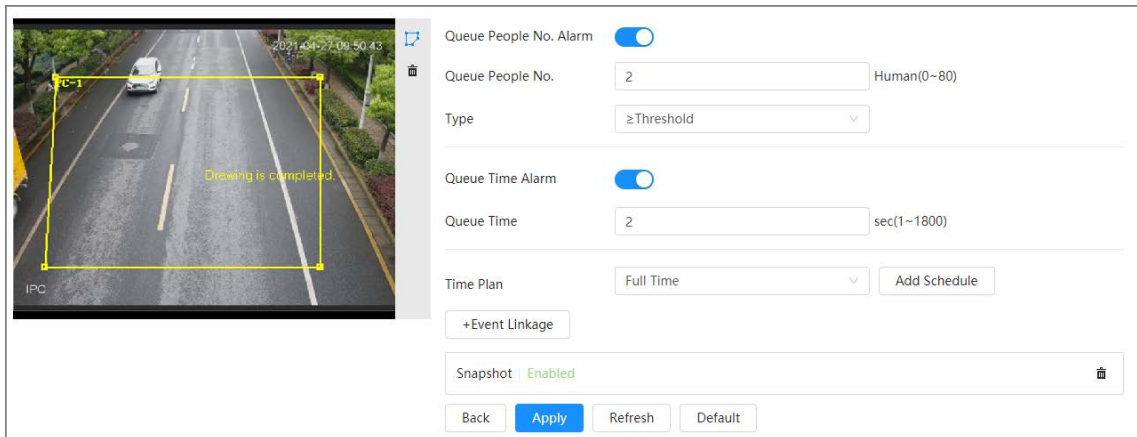 2021-04-27 09:50:43
PC-1
Drawing is completed.
IPC
Queue People No. Alarm
Queue People No.
2
Human(0~80)
Type
≥Threshold
Queue Time Alarm
Queue Time
2
sec(1~1800)
Time Plan
Full Time
Add Schedule
+Event Linkage
Snapshot Enabled
Back Apply Refresh Default